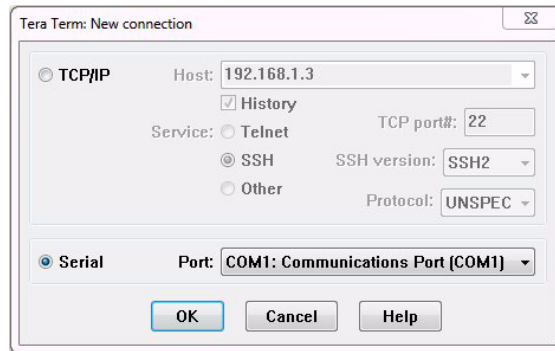 Tera Term: New connection
TCP/IP Host: 192.168.1.3
History
Service: Telnet TCP port#: 22
SSH SSH version: SSH2
Other Protocol: UNSPEC
Serial Port: COM1: Communications Port (COM1)
OK Cancel Help